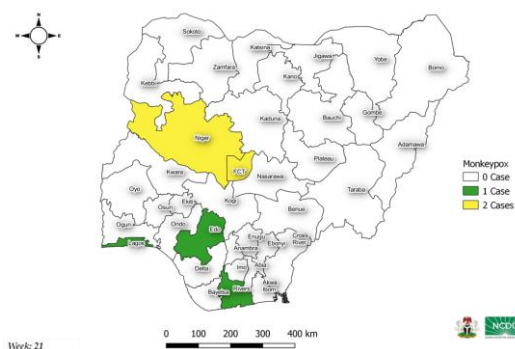 N
W E
S
Sokoto
Katsina
Jigawa
Yobe
Borno
Zamfara
Kano
Kebbi
Kaduna
Bauchi
Gombe
Adamawa
Niger
Plateau
FCT
Nasarawa
Kwara
Taraba
Oyo
Ekiti
Kogi
Benue
Osun
Ondo
Edo
Enugu
Cross
River
Ogun
Anambra
Ebonyi
Lagos
Delta
Imo
Abia
Bayelsa
Rivers
Akwa
Ibom
Monkeypox
0 Case
1 Case
2 Cases
NCDC
Week: 21
0 100 200 300 400 km